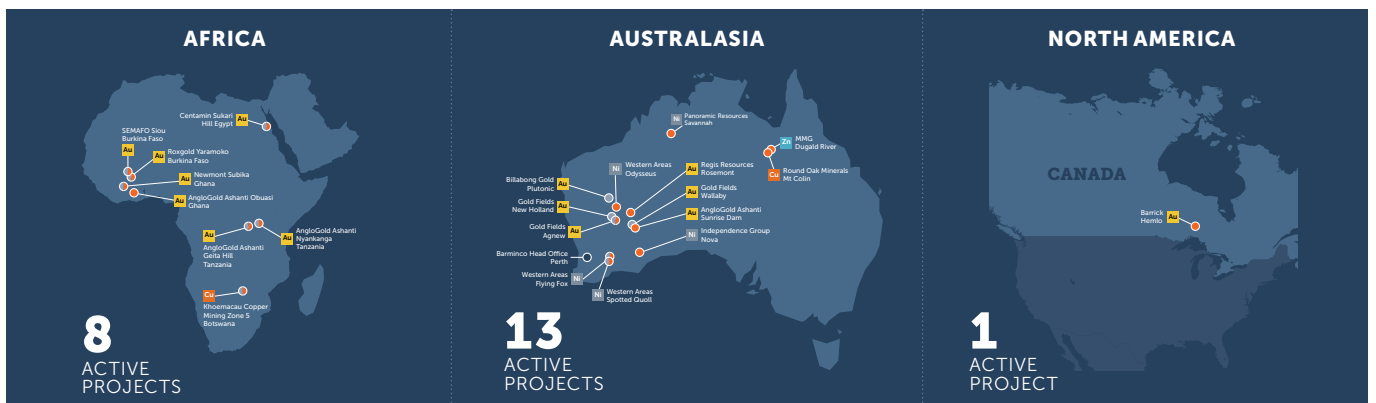 AFRICA
Centamin Sukari
Hill Egypt
Au
SEMAFO Siou
Burkina Faso
Au
Au
Roxgold Yaramoko
Burkina Faso
Au
Newmont Subika
Ghana
Au
AngloGold Ashanti Obuasi
Ghana
Au
AngloGold Ashanti
Geita Hill
Tanzania
Au
AngloGold Ashanti
Nyankanga
Tanzania
Cu
Khoemacau Copper
Mining Zone 5
Botswana
8
ACTIVE
PROJECTS
AUSTRALASIA
Ni
Panoramic Resources
Savannah
Zn
MMG
Dugald River
Cu
Round Oak Minerals
Mt Colin
Ni
Western Areas
Odysseus
Au
Regis Resources
Rosemont
Billabong Gold
Plutonic
Au
Au
Gold Fields
Wallaby
Gold Fields
New Holland
Au
Au
AngloGold Ashanti
Sunrise Dam
Gold Fields
Agnew
Au
Ni
Independence Group
Nova
Barminco Head Office
Perth
Western Areas
Flying Fox
Ni
Ni
Western Areas
Spotted Quoll
13
ACTIVE
PROJECTS
NORTH AMERICA
CANADA
Barrick
Hemlo
Au
1
ACTIVE
PROJECT